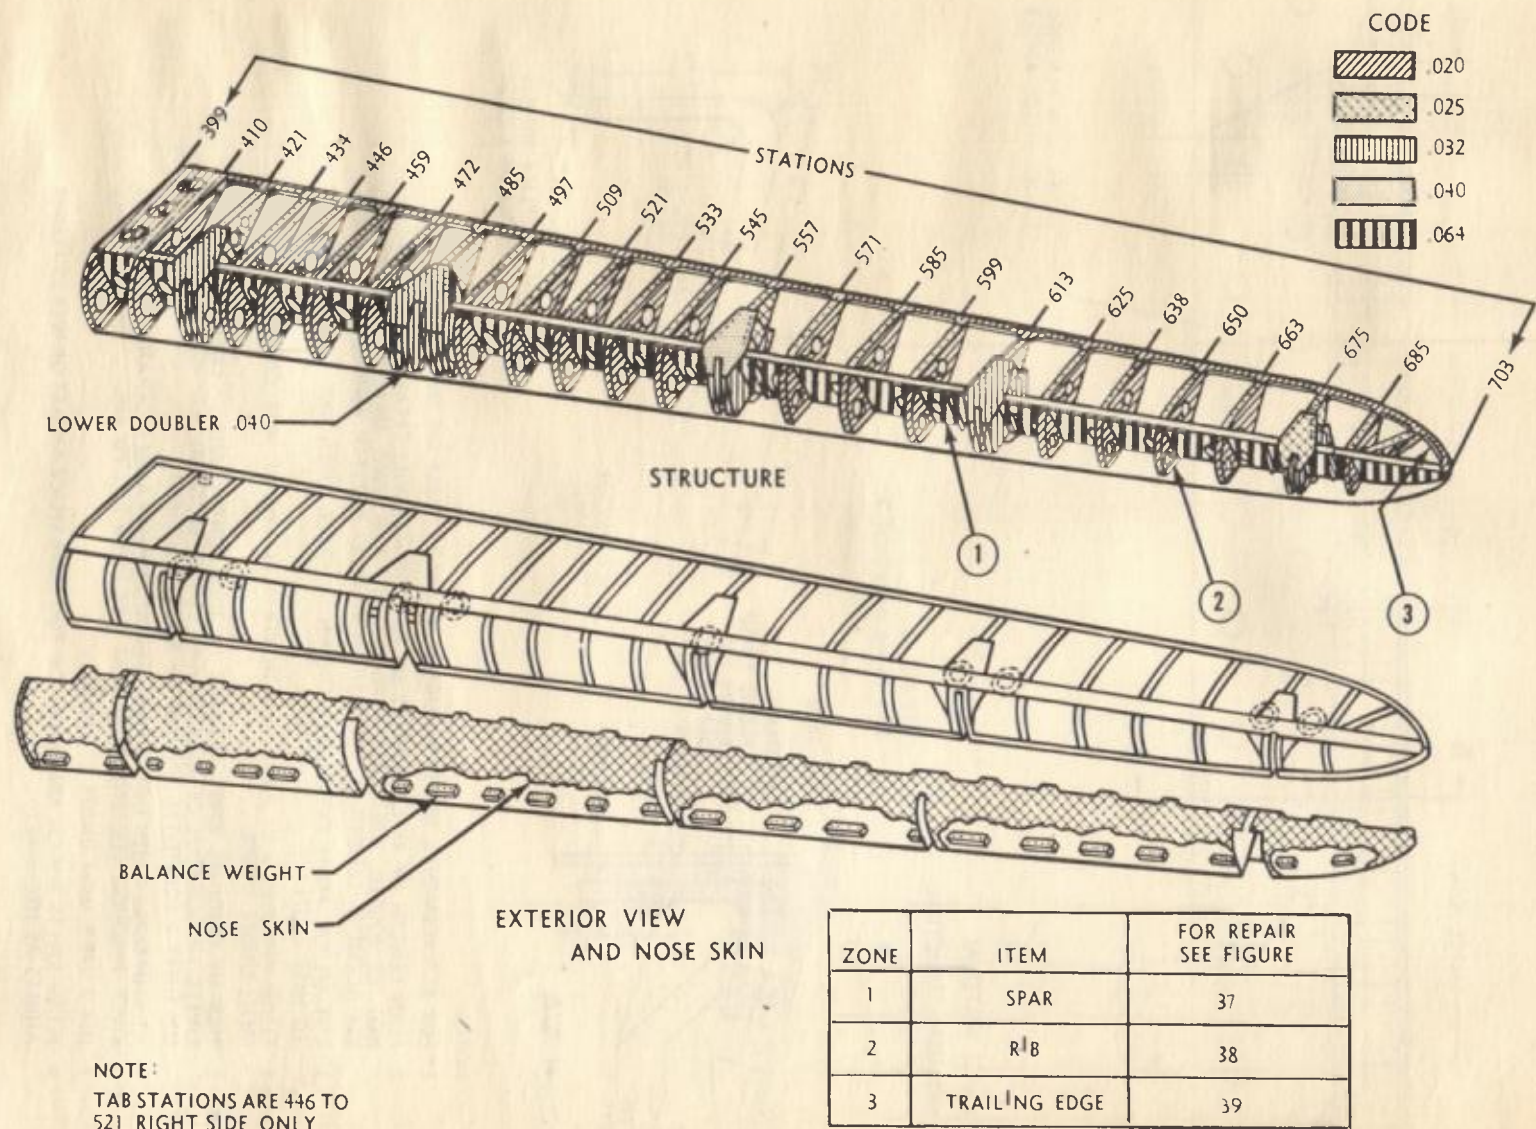 CODE
.020
.025
.032
.040
.064
STATIONS
399
410
421
434
446
459
472
485
497
509
521
533
545
557
571
585
599
613
625
638
650
663
675
685
703
LOWER DOUBLER .040
STRUCTURE
1
2
3
BALANCE WEIGHT
NOSE SKIN
EXTERIOR VIEW
AND NOSE SKIN
ZONE ITEM FOR REPAIR SEE FIGURE
1 SPAR 37
2 RIB 38
3 TRAILING EDGE 39
NOTE:
TAB STATIONS ARE 446 TO
521 RIGHT SIDE ONLY